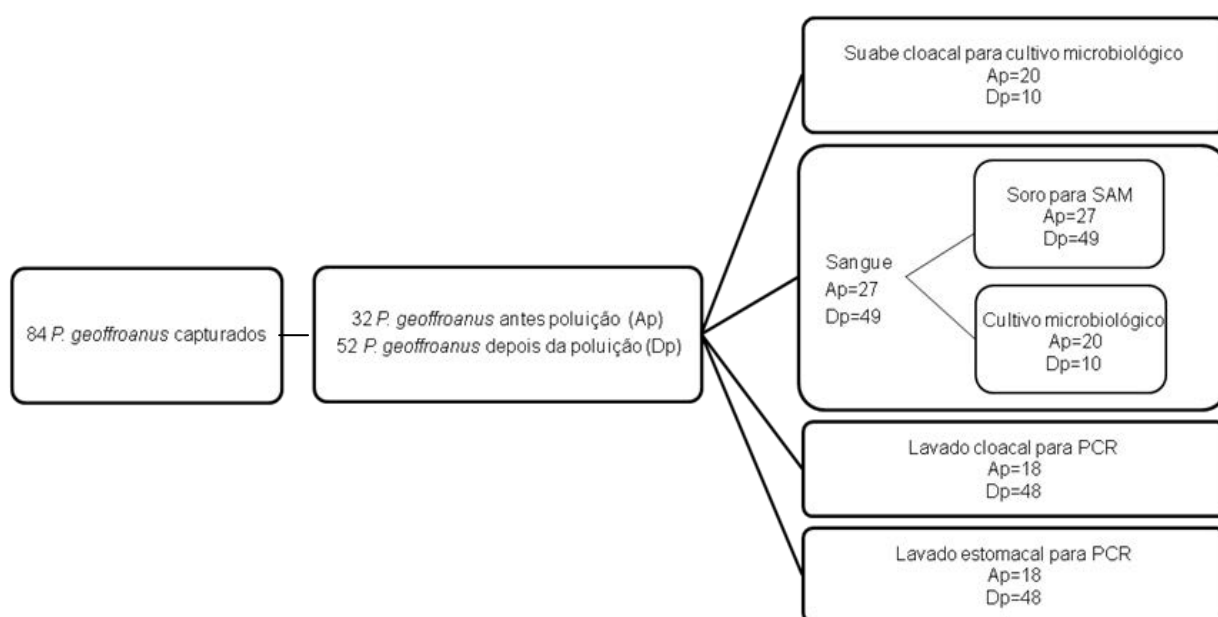 84 P. geoffroanus capturados
32 P. geoffroanus antes poluição (Ap)
52 P. geoffroanus depois da poluição (Dp)
Suabe cloacal para cultivo microbiológico
Ap=20
Dp=10
Sangue
Ap=27
Dp=49
Soro para SAM
Ap=27
Dp=49
Cultivo microbiológico
Ap=20
Dp=10
Lavado cloacal para PCR
Ap=18
Dp=48
Lavado estomacal para PCR
Ap=18
Dp=48